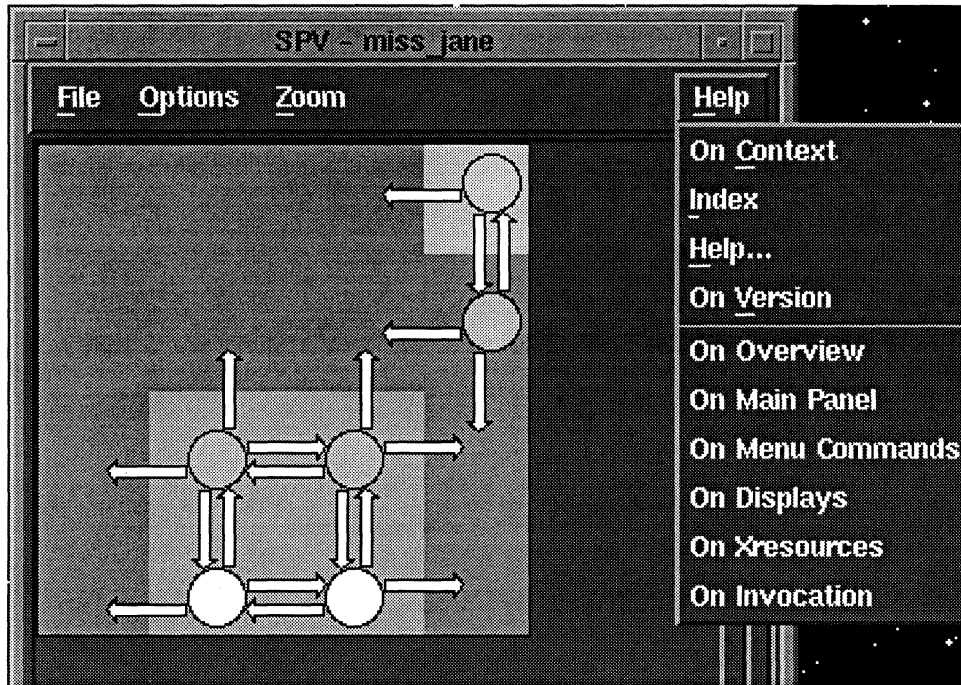 SPV - miss_jane
File Options Zoom Help
On Context
Index
Help...
On Version
On Overview
On Main Panel
On Menu Commands
On Displays
On Xresources
On Invocation